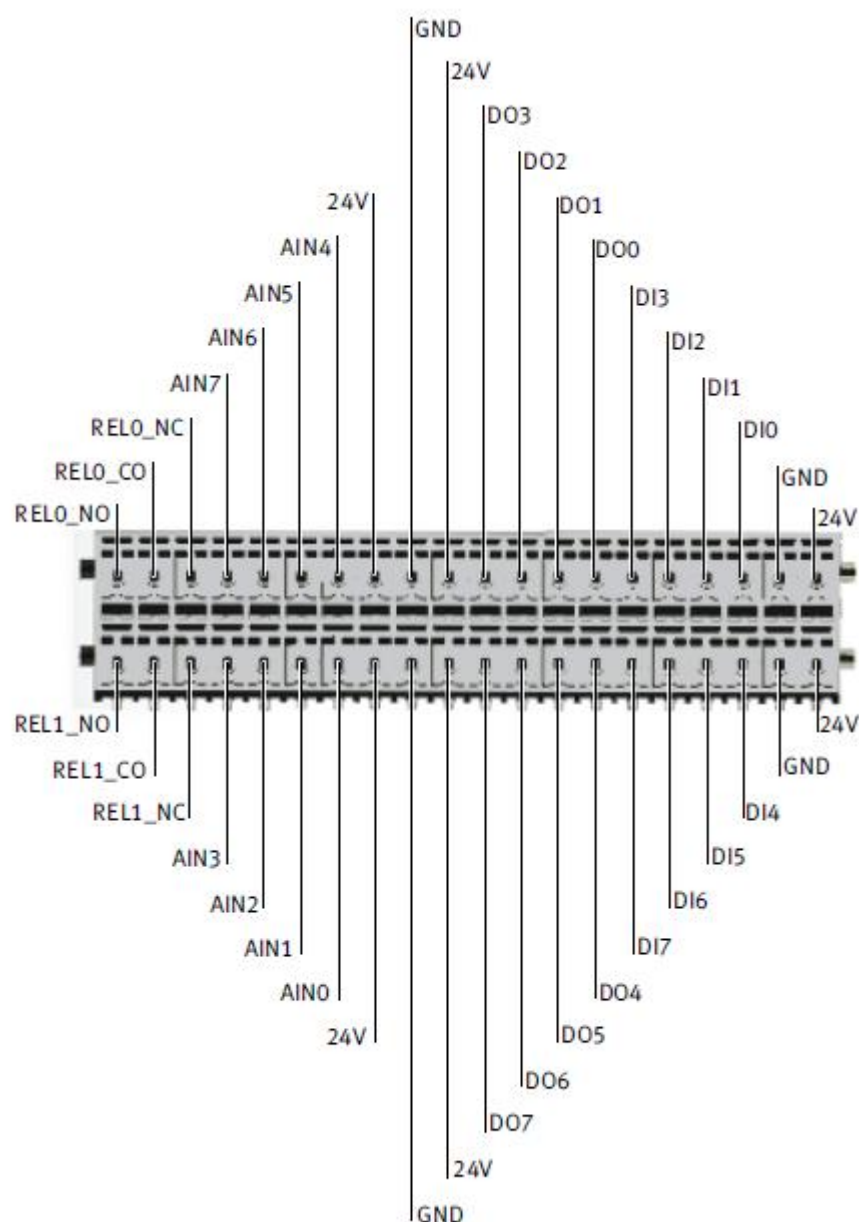 GND
24V
DO3
DO2
24V
DO1
AIN4
DO0
AIN5
DI3
AIN6
DI2
AIN7
DI1
REL0_NC
DI0
REL0_CO
GND
REL0_NO
24V
REL1_NO
24V
REL1_CO
GND
REL1_NC
DI4
AIN3
DI5
AIN2
DI6
AIN1
DI7
AIN0
DO4
24V
DO5
DO6
DO7
24V
GND